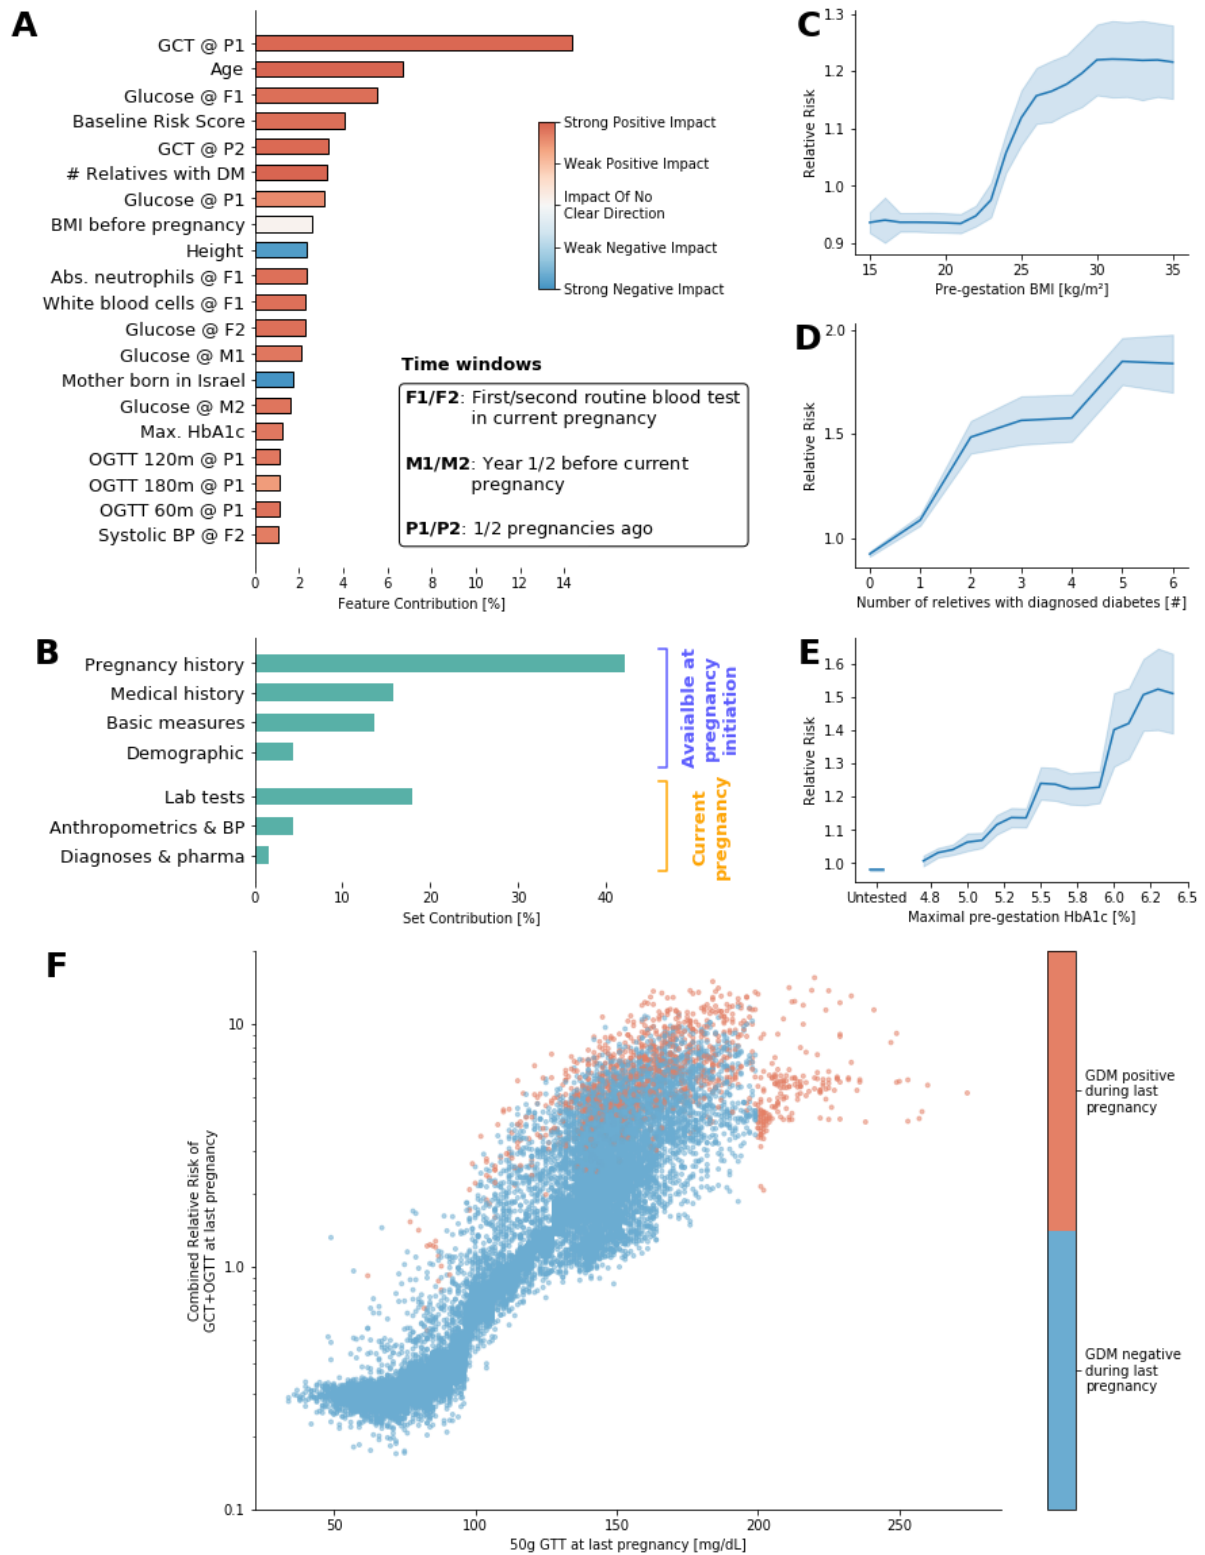 A
GCT @ P1
Age
Glucose @ F1
Baseline Risk Score
GCT @ P2
# Relatives with DM
Glucose @ P1
BMI before pregnancy
Height
Abs. neutrophils @ F1
White blood cells @ F1
Glucose @ F2
Glucose @ M1
Mother born in Israel
Glucose @ M2
Max. HbA1c
OGTT 120m @ P1
OGTT 180m @ P1
OGTT 60m @ P1
Systolic BP @ F2
0 2 4 6 8 10 12 14
Feature Contribution [%]
Strong Positive Impact
Weak Positive Impact
Impact Of No
Clear Direction
Weak Negative Impact
Strong Negative Impact
Time windows
F1/F2: First/second routine blood test
in current pregnancy
M1/M2: Year 1/2 before current
pregnancy
P1/P2: 1/2 pregnancies ago
B
Pregnancy history
Medical history
Basic measures
Demographic
Lab tests
Anthropometrics & BP
Diagnoses & pharma
0 10 20 30 40
Set Contribution [%]
Avaialble at
pregnancy
initiation
Current
pregnancy
C
1.3
1.2
1.1
1.0
0.9
Relative Risk
15 20 25 30 35
Pre-gestation BMI [kg/m²]
D
2.0
1.5
1.0
Relative Risk
0 1 2 3 4 5 6
Number of reletives with diagnosed diabetes [#]
E
1.6
1.5
1.4
1.3
1.2
1.1
1.0
Relative Risk
Untested 4.8 5.0 5.2 5.5 5.8 6.0 6.2 6.5
Maximal pre-gestation HbA1c [%]
F
10
1.0
0.1
Combined Relative Risk of
GCT+OGTT at last pregnancy
50 100 150 200 250
50g GTT at last pregnancy [mg/dL]
GDM positive
during last
pregnancy
GDM negative
during last
pregnancy